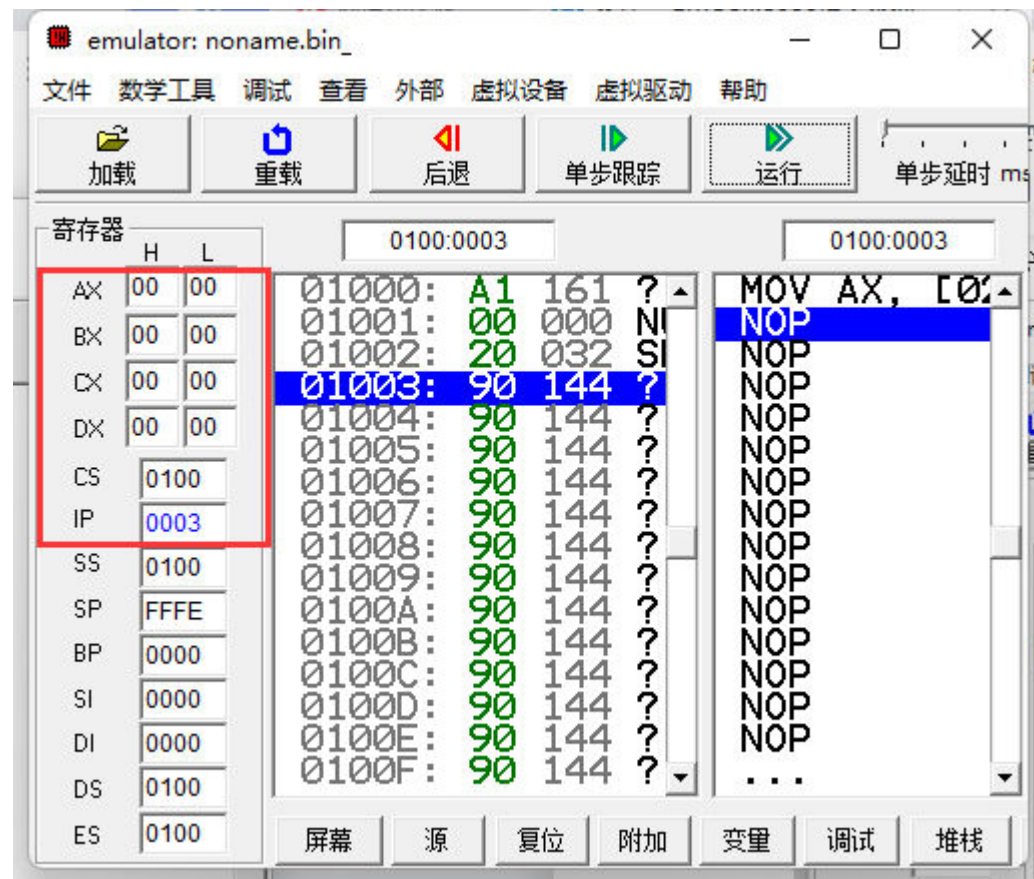 emulator: noname.bin_
文件 数学工具 调试 查看 外部 虚拟设备 虚拟驱动 帮助
加载 重载 后退 单步跟踪 运行 单步延时 ms
寄存器
H L
0100:0003 0100:0003
AX 00 00
BX 00 00
CX 00 00
DX 00 00
CS 0100
IP 0003
SS 0100
SP FFFE
BP 0000
SI 0000
DI 0000
DS 0100
ES 0100
01000: A1 161 ?
01001: 00 000 NU
01002: 20 032 SP
01003: 90 144 ?
01004: 90 144 ?
01005: 90 144 ?
01006: 90 144 ?
01007: 90 144 ?
01008: 90 144 ?
01009: 90 144 ?
0100A: 90 144 ?
0100B: 90 144 ?
0100C: 90 144 ?
0100D: 90 144 ?
0100E: 90 144 ?
0100F: 90 144 ?
MOV AX, [0
NOP
NOP
NOP
NOP
NOP
NOP
NOP
NOP
NOP
NOP
NOP
NOP
NOP
NOP
...
屏幕 源 复位 附加 变量 调试 堆栈